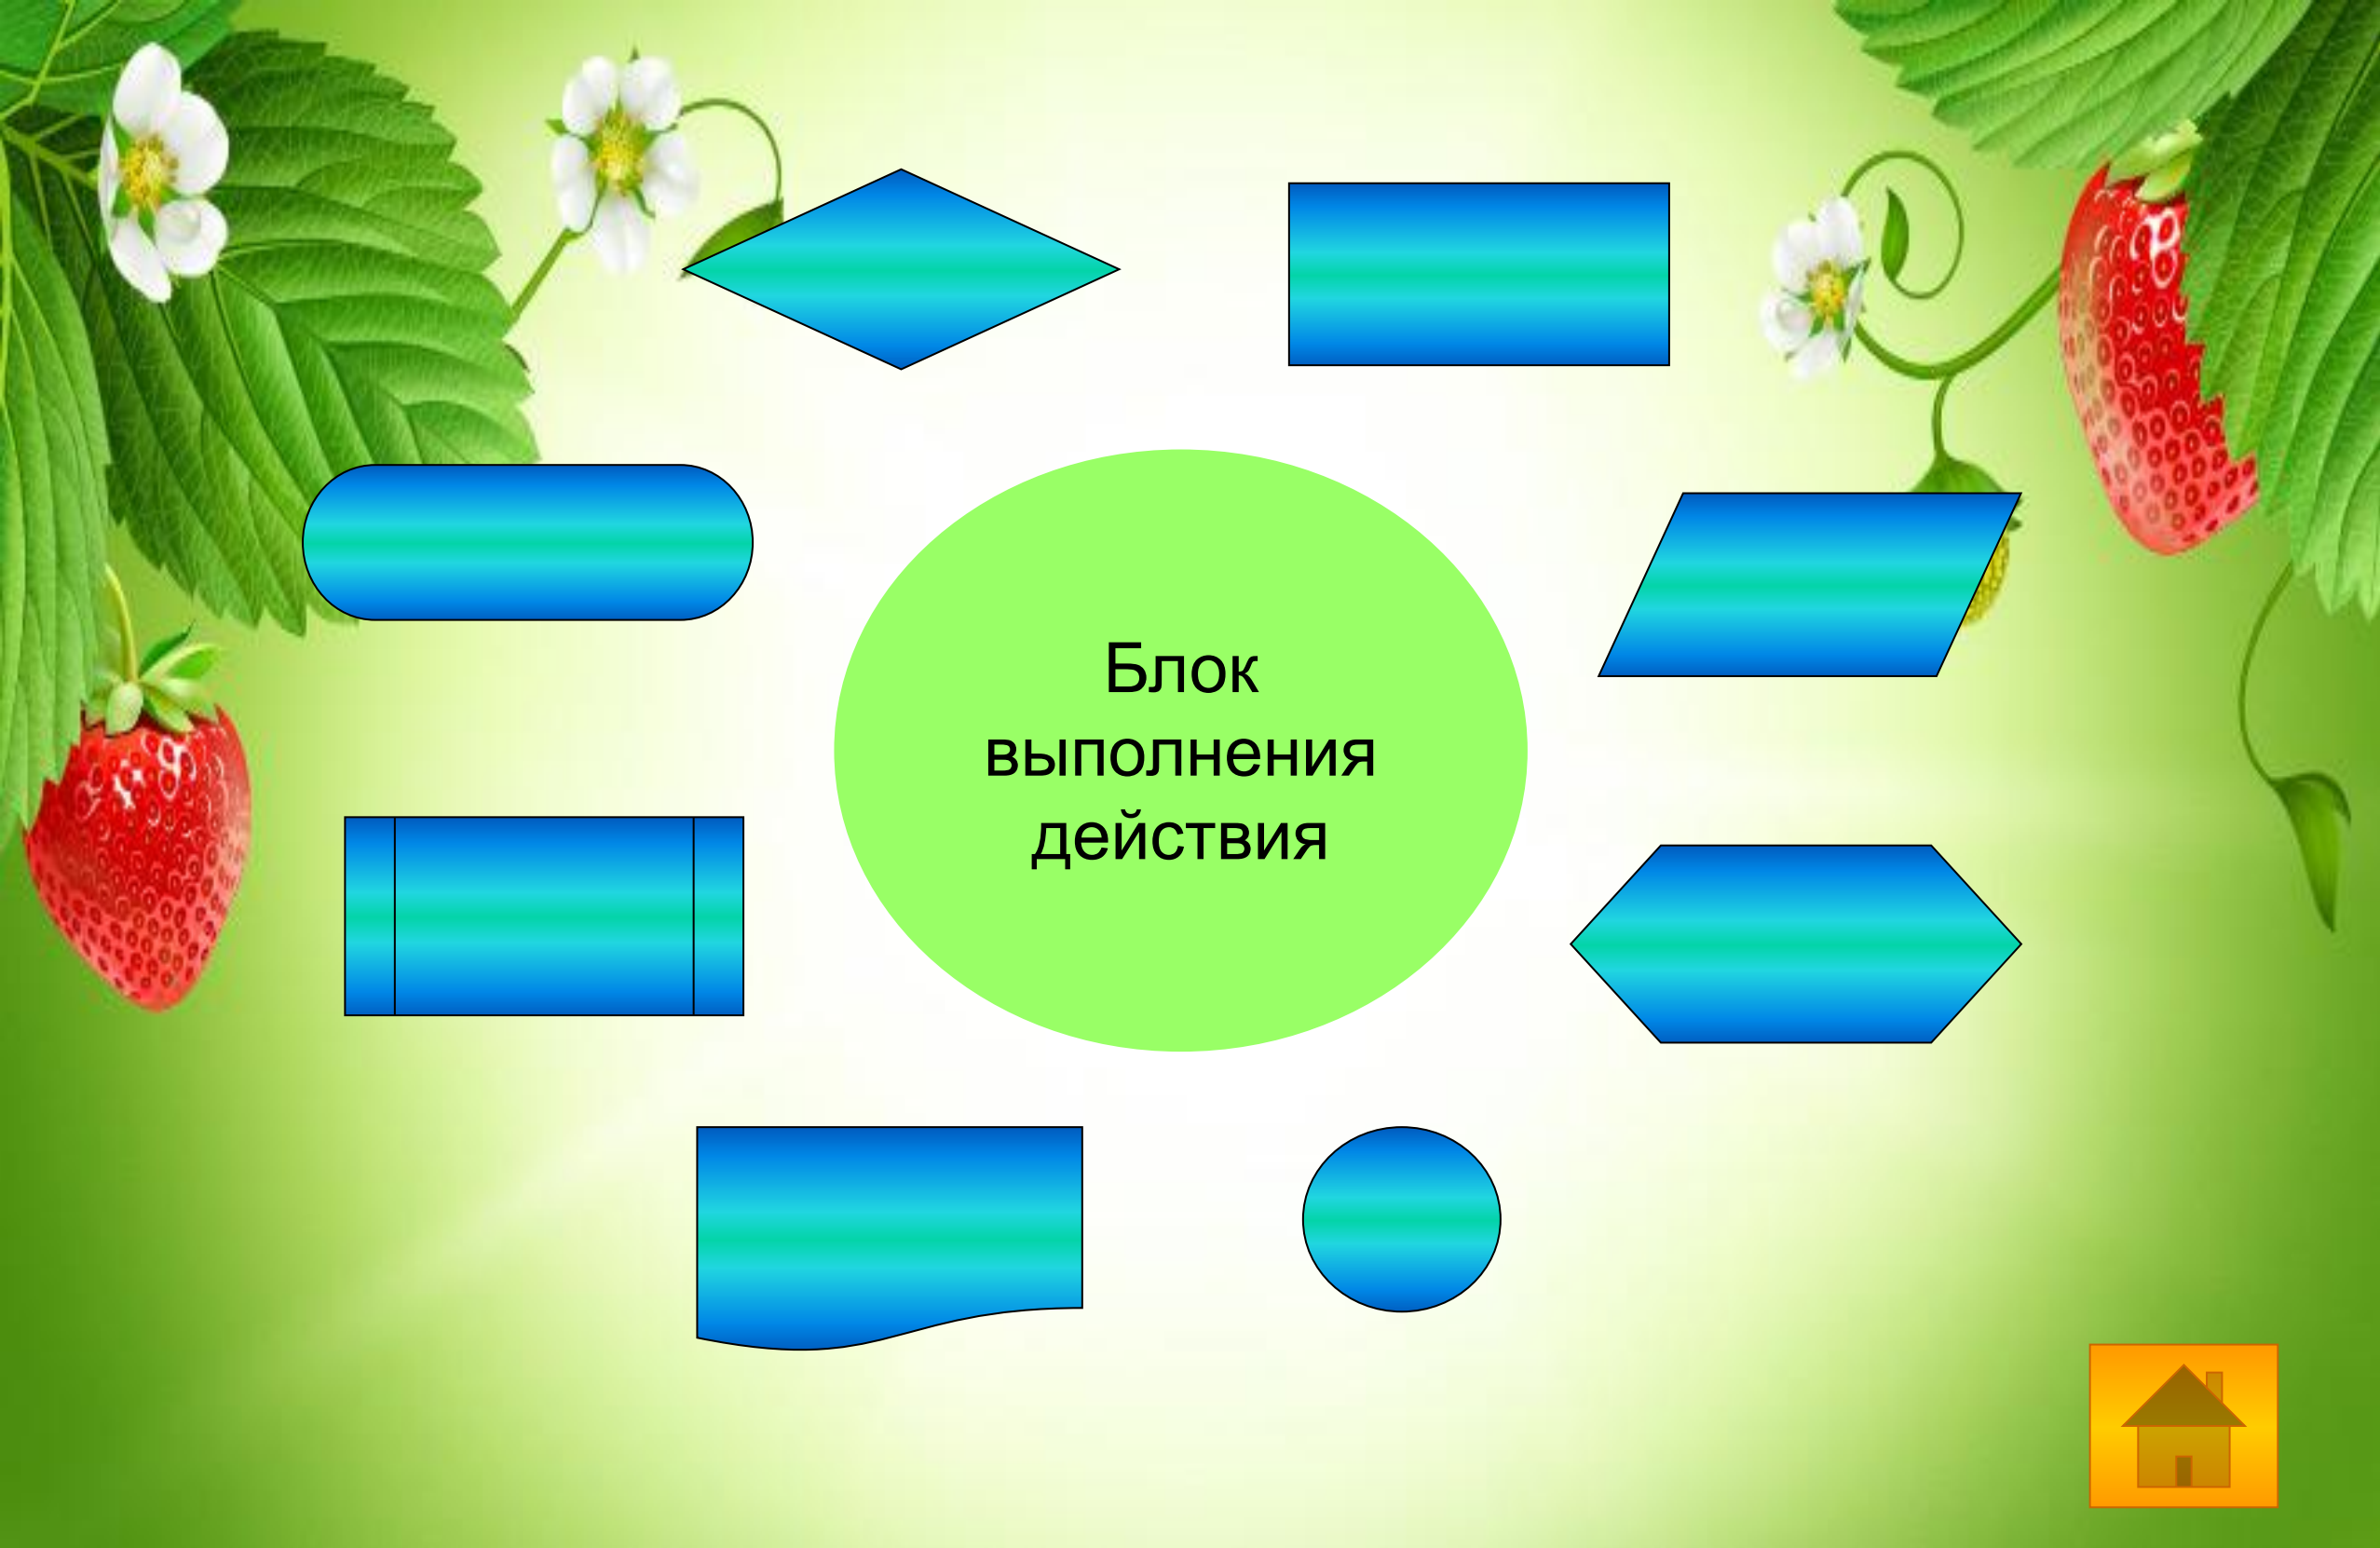 Блок
выполнения
действия